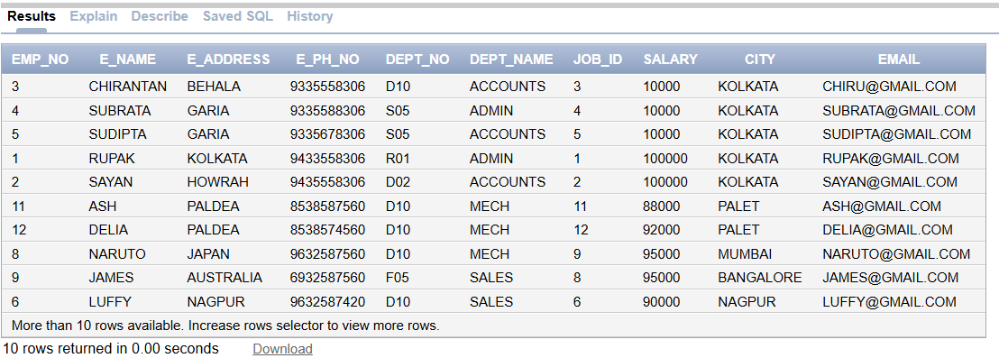 Results Explain Describe Saved SQL History
EMP_NO E_NAME E_ADDRESS E_PH_NO DEPT_NO DEPT_NAME JOB_ID SALARY CITY EMAIL
3 CHIRANTAN BEHALA 9335558306 D10 ACCOUNTS 3 10000 KOLKATA CHIRU@GMAIL.COM
4 SUBRATA GARIA 9335588306 S05 ADMIN 4 10000 KOLKATA SUBRATA@GMAIL.COM
5 SUDIPTA GARIA 9335678306 S05 ACCOUNTS 5 10000 KOLKATA SUDIPTA@GMAIL.COM
1 RUPAK KOLKATA 9433558306 R01 ADMIN 1 100000 KOLKATA RUPAK@GMAIL.COM
2 SAYAN HOWRAH 9435558306 D02 ACCOUNTS 2 100000 KOLKATA SAYAN@GMAIL.COM
11 ASH PALDEA 8538587560 D10 MECH 11 88000 PALET ASH@GMAIL.COM
12 DELIA PALDEA 8538574560 D10 MECH 12 92000 PALET DELIA@GMAIL.COM
8 NARUTO JAPAN 9632587560 D10 MECH 9 95000 MUMBAI NARUTO@GMAIL.COM
9 JAMES AUSTRALIA 6932587560 F05 SALES 8 95000 BANGALORE JAMES@GMAIL.COM
6 LUFFY NAGPUR 9632587420 D10 SALES 6 90000 NAGPUR LUFFY@GMAIL.COM
More than 10 rows available. Increase rows selector to view more rows.
10 rows returned in 0.00 seconds Download